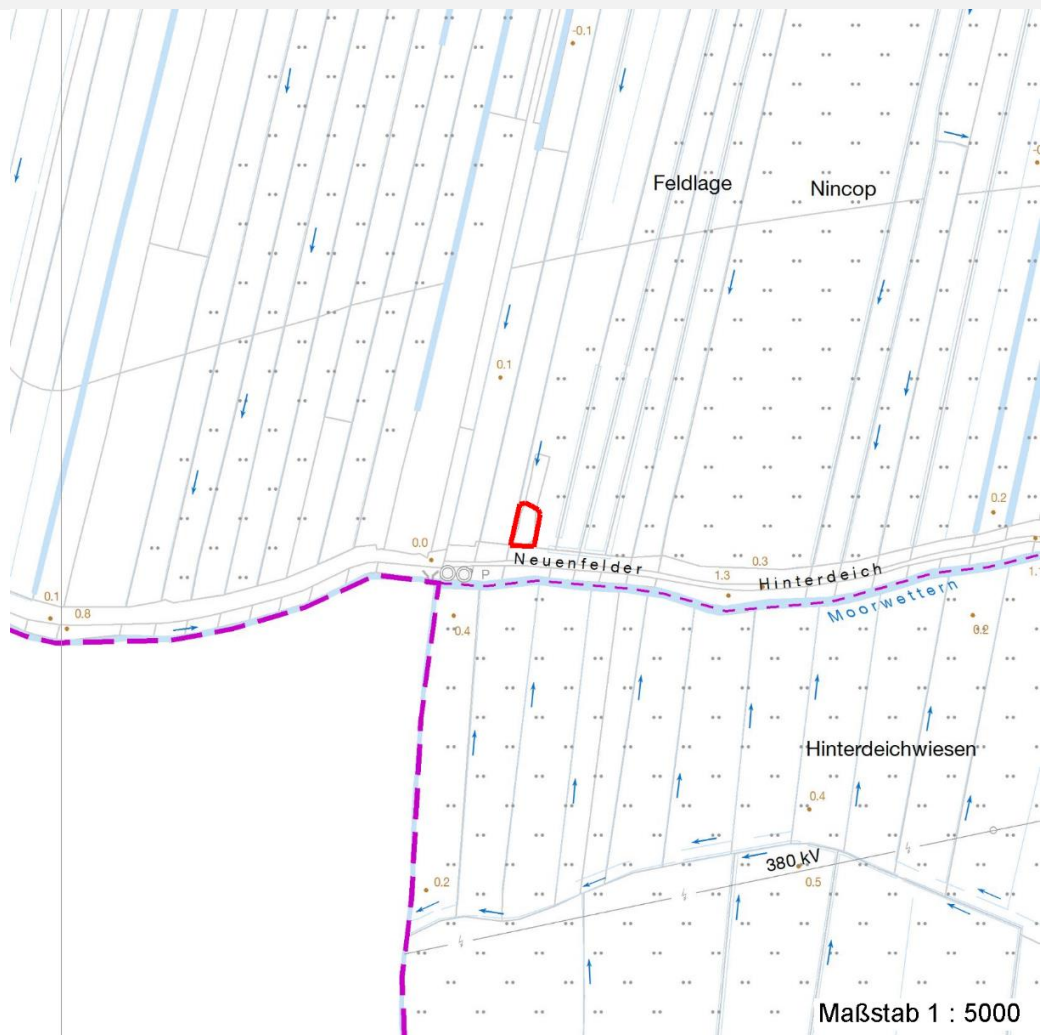 -0.1
Feldlage Nincop
0.1
0.2
0.0
Neuenfelder Hinterdeich
P
1.3
0.3
0.1
0.8
Moorwettern
0.4
0.2
Hinterdeichwiesen
0.4
380 kV
0.5
0.2
Maßstab 1 : 5000